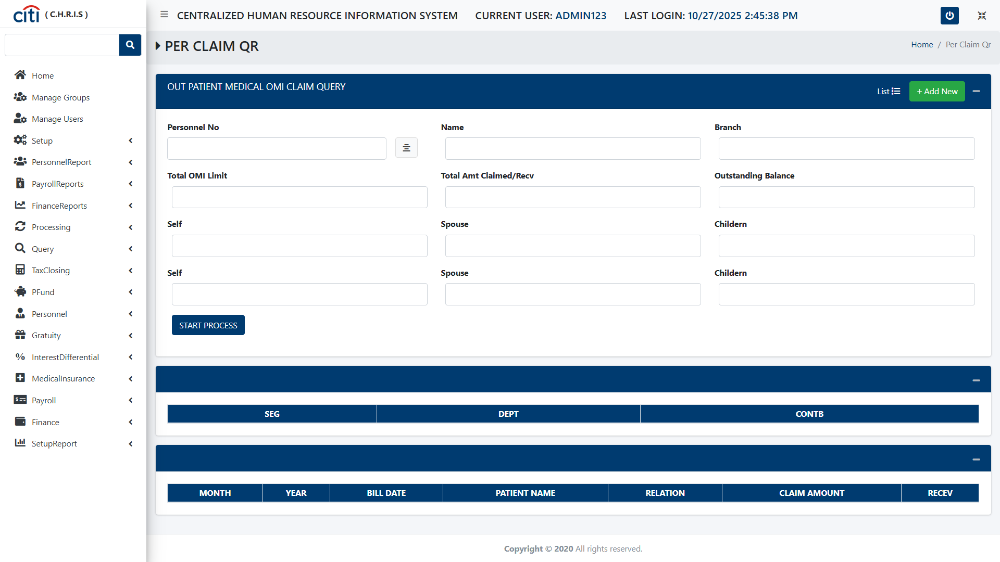 citi ( C.H.R.I.S )
CENTRALIZED HUMAN RESOURCE INFORMATION SYSTEM CURRENT USER: ADMIN123 LAST LOGIN: 10/27/2025 2:45:38 PM
PER CLAIM QR
Home / Per Claim Qr
Home
Manage Groups
Manage Users
Setup
PersonnelReport
PayrollReports
FinanceReports
Processing
Query
TaxClosing
PFund
Personnel
Gratuity
% InterestDifferential
MedicalInsurance
Payroll
Finance
SetupReport
OUT PATIENT MEDICAL OMI CLAIM QUERY
List + Add New
Personnel No Name Branch
Total OMI Limit Total Amt Claimed/Recv Outstanding Balance
Self Spouse Childern
Self Spouse Childern
START PROCESS
SEG DEPT CONTB
MONTH YEAR BILL DATE PATIENT NAME RELATION CLAIM AMOUNT RECEV
Copyright © 2020 All rights reserved.